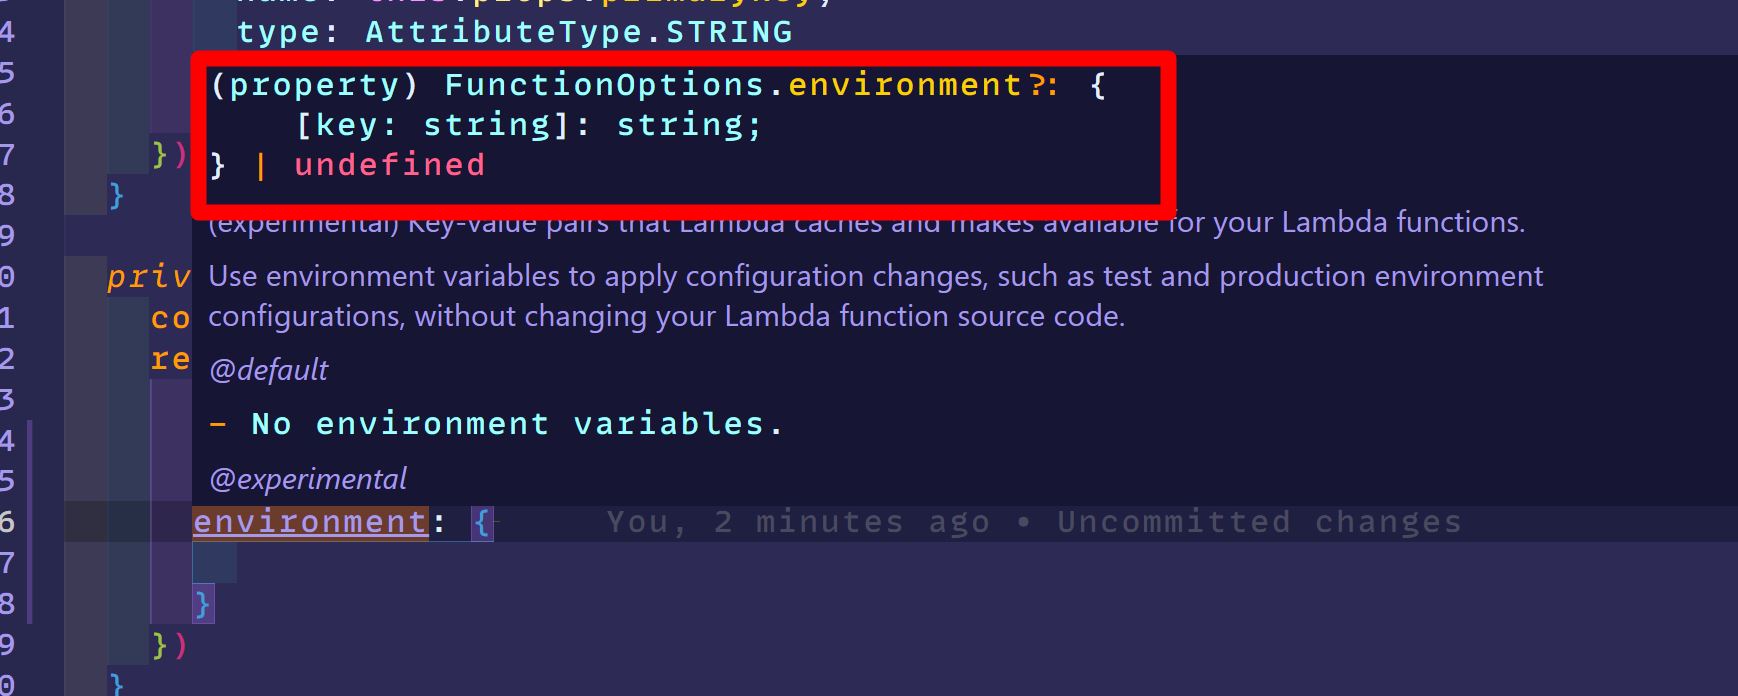 4 type: AttributeType.STRING
5 (property) FunctionOptions.environment?: {
6 [key: string]: string;
7 }) } | undefined
8 }
9 (experimental) Key-value pairs that Lambda caches and makes available for your Lambda functions.
0 priv Use environment variables to apply configuration changes, such as test and production environment
1 co configurations, without changing your Lambda function source code.
2 re @default
3
4 - No environment variables.
5 @experimental
6 environment: { You, 2 minutes ago • Uncommitted changes
7
8 }
9 })
0 }